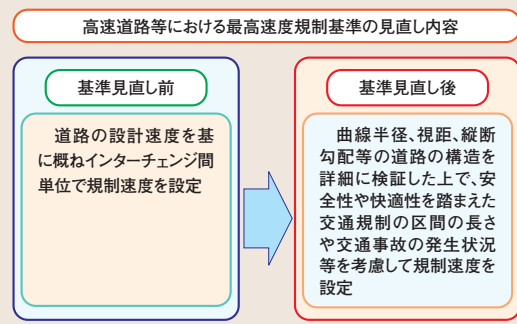 高速道路等における最高速度規制基準の見直し内容
基準見直し前
道路の設計速度を基
に概ねインターチェンジ間
単位で規制速度を設定
基準見直し後
曲線半径、視距、縦断
勾配等の道路の構造を
詳細に検証した上で、安
全性や快適性を踏まえた
交通規制の区間の長さ
や交通事故の発生状況
等を考慮して規制速度を
設定